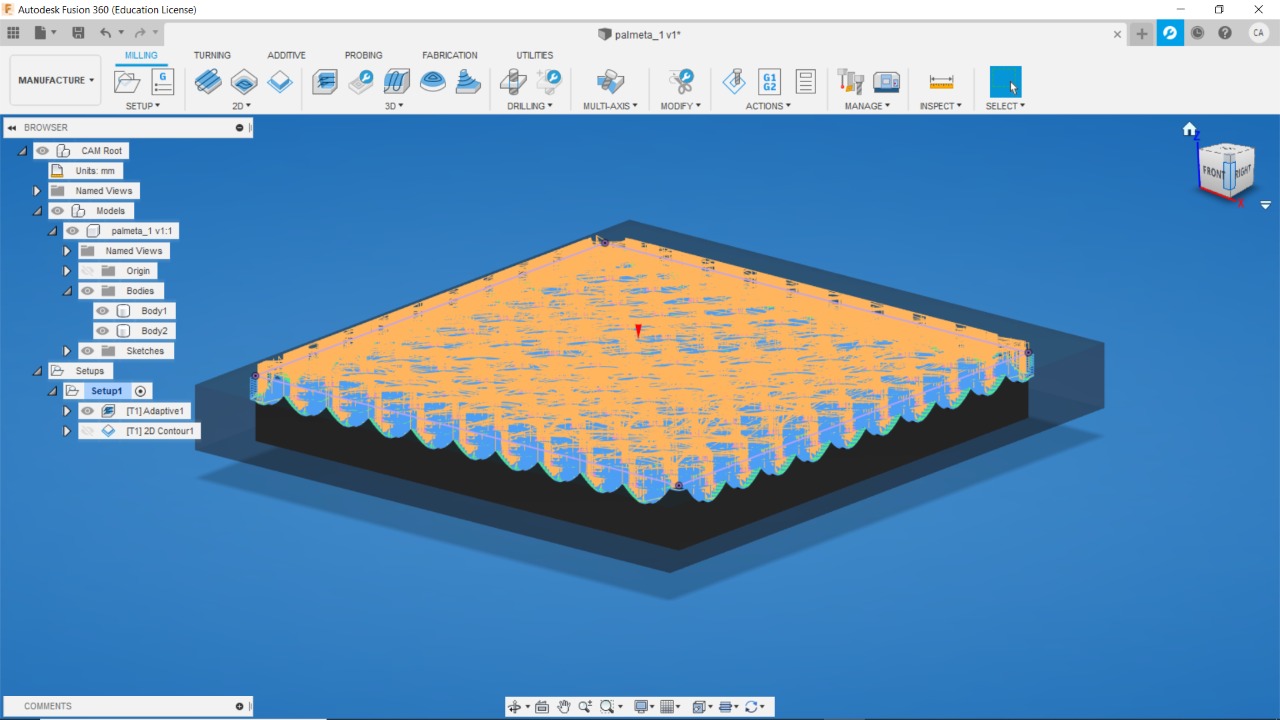 Autodesk Fusion 360 (Education License)
palmeta_1 v1*
CA
MILLING TURNING ADDITIVE PROBING FABRICATION UTILITIES
MANUFACTURE
G
G1
G2
SETUP 2D 3D DRILLING MULTI-AXIS MODIFY ACTIONS MANAGE INSPECT SELECT
BROWSER
CAM Root
Units: mm
Named Views
Models
palmeta_1 v1:1
Named Views
Origin
Bodies
Body1
Body2
Sketches
Setups
Setup1
[T1] Adaptive1
[T1] 2D Contour1
Z
FRONT RIGHT
X
COMMENTS